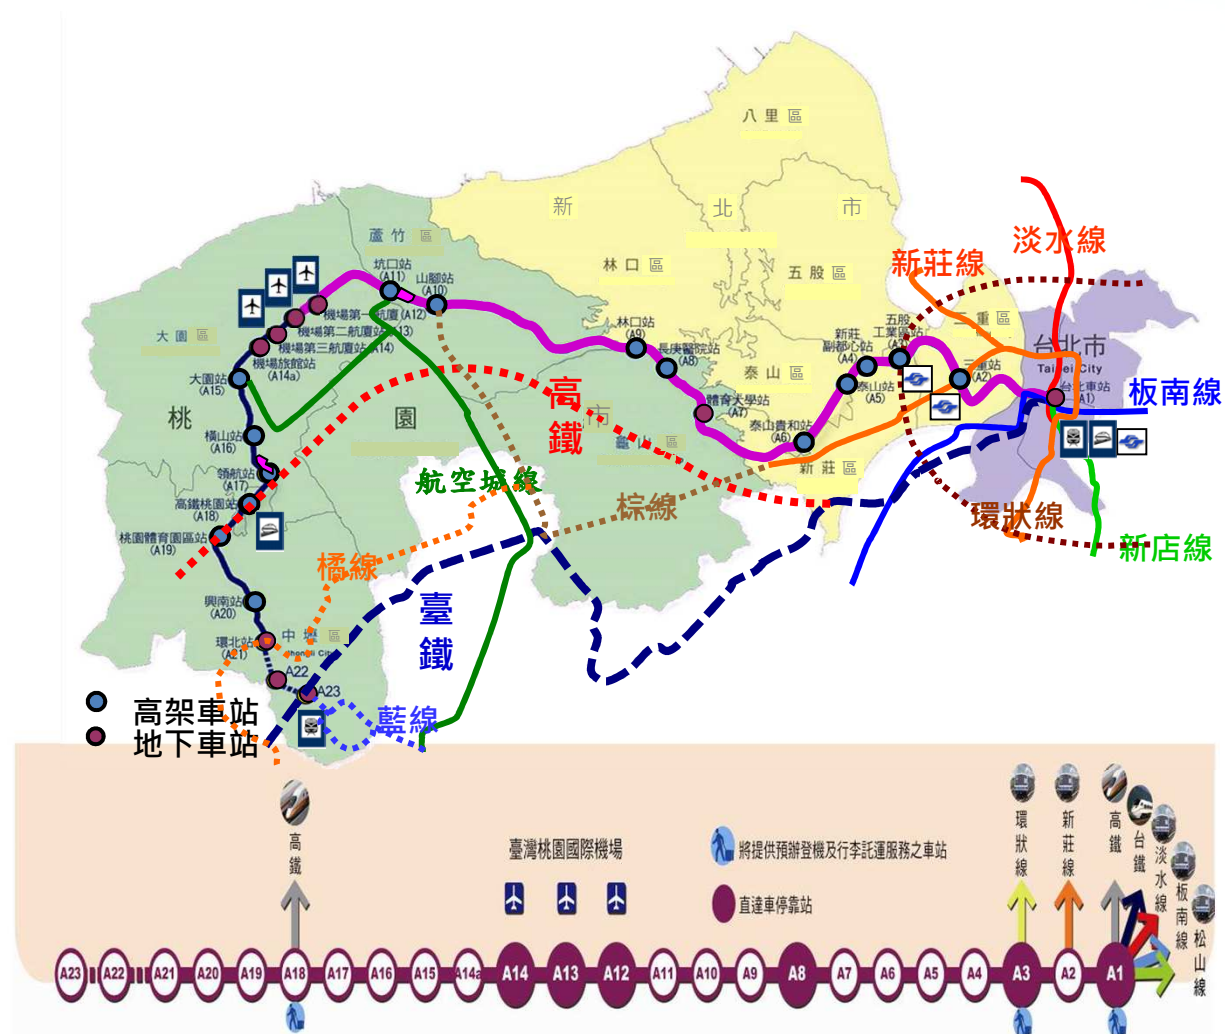 八里區
新 北 市
淡水線
蘆竹 區
新莊線
坑口站
(A11)
山腳站
(A10)
林口區
五股區
大園 區
機場第一航廈(A12)
機場第二航廈站(A13)
機場第三航廈站(A14)
機場旅館站
(A14a)
林口站
(A9)
長庚醫院站
(A8)
五股
工業區站
(A3)
新莊
副都心站
(A4)
三重區
台北市
Taipei City
大園站
(A15)
泰山區
泰山站
(A5)
三重站
(A2)
台北車站
(A1)
板南線
桃 園 市
高
鐵
體育大學站
(A7)
泰山貴和站
(A6)
橫山站
(A16)
龜山 區
新莊區
領航站
(A17)
航空城線
高鐵桃園站
(A18)
棕線
環狀線
桃園體育園區站
(A19)
新店線
橘線
興南站
(A20)
臺
鐵
環北站
(A21)
中壢區
A22
A23
高架車站
藍線
地下車站
高鐵
臺灣桃園國際機場
將提供預辦登機及行李託運服務之車站
直達車停靠站
環狀線
新莊線
高鐵
台鐵
淡水線
板南線
松山線
A23 A22 A21 A20 A19 A18 A17 A16 A15 A14a A14 A13 A12 A11 A10 A9 A8 A7 A6 A5 A4 A3 A2 A1